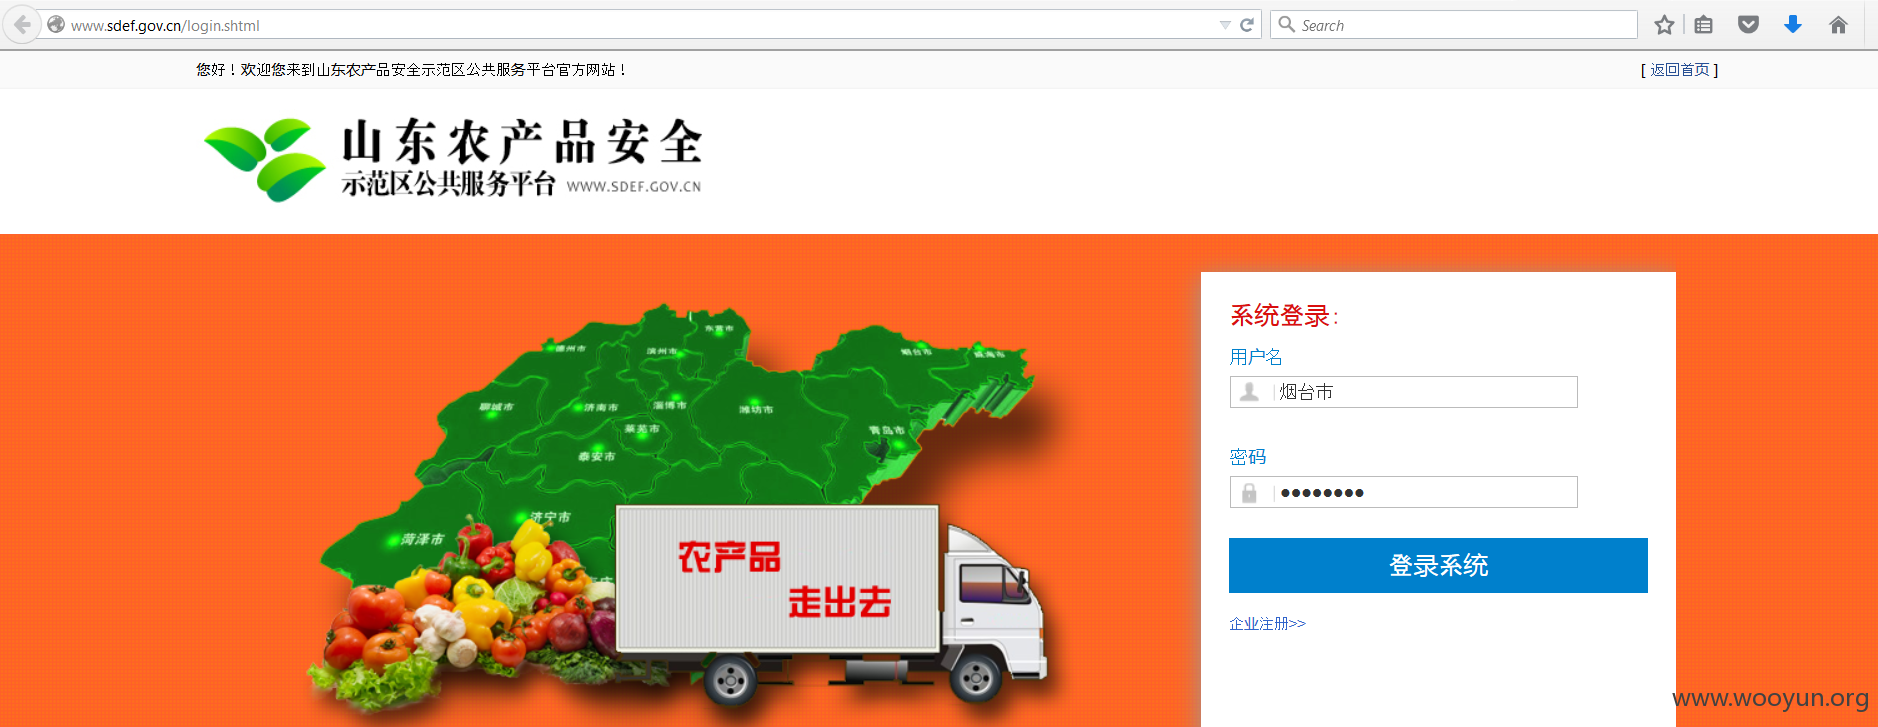 www.sdef.gov.cn/login.shtml
Search
您好！欢迎您来到山东农产品安全示范区公共服务平台官方网站！
[ 返回首页 ]
山东农产品安全
示范区公共服务平台 WWW.SDEF.GOV.CN
东营市
德州市
滨州市
烟台市
威海市
聊城市
济南市
淄博市
潍坊市
莱芜市
青岛市
泰安市
济宁市
菏泽市
农产品
走出去
系统登录：
用户名
烟台市
密码
●●●●●●●●
登录系统
企业注册>>
www.wooyun.org